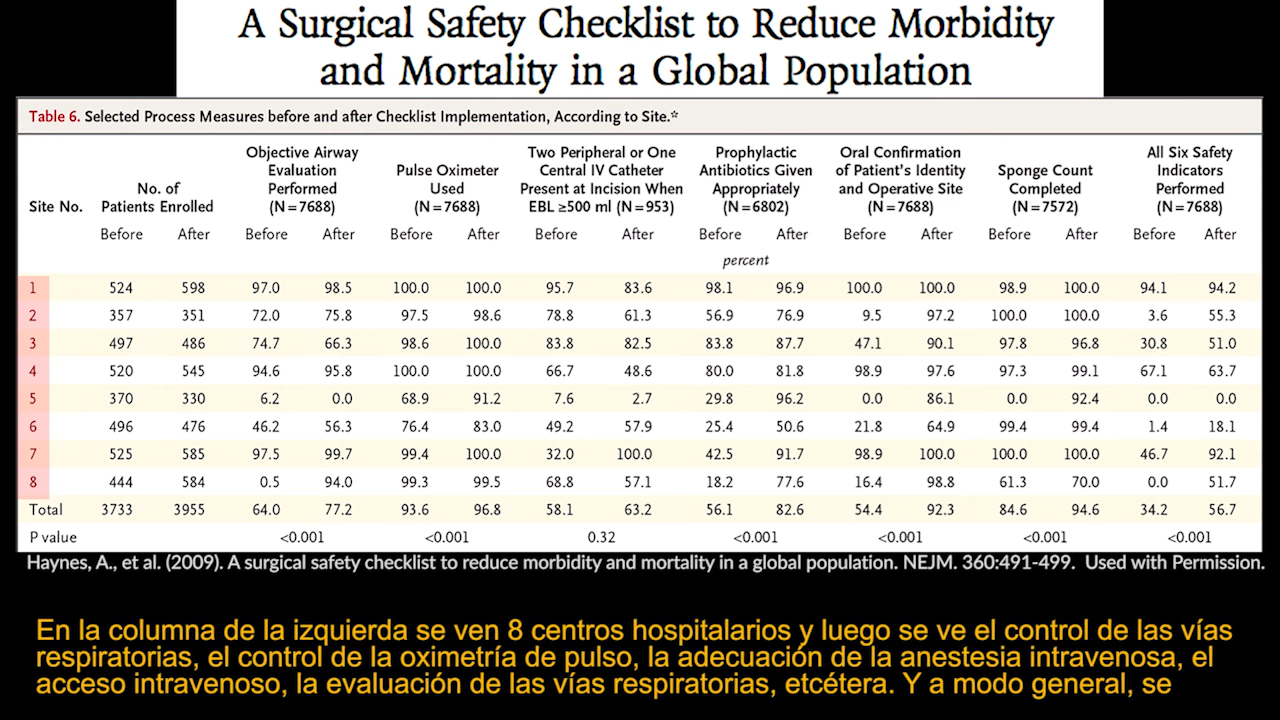 A Surgical Safety Checklist to Reduce Morbidity
and Mortality in a Global Population
Table 6. Selected Process Measures before and after Checklist Implementation, According to Site.*
Site No. No. of Patients Enrolled Objective Airway Evaluation Performed (N=7688) Pulse Oximeter Used (N=7688) Two Peripheral or One Central IV Catheter Present at Incision When EBL ≥500 ml (N=953) Prophylactic Antibiotics Given Appropriately (N=6802) Oral Confirmation of Patient's Identity and Operative Site (N=7688) Sponge Count Completed (N=7572) All Six Safety Indicators Performed (N=7688)
Before After Before After Before After Before After Before After Before After Before After Before After
percent
1 524 598 97.0 98.5 100.0 100.0 95.7 83.6 98.1 96.9 100.0 100.0 98.9 100.0 94.1 94.2
2 357 351 72.0 75.8 97.5 98.6 78.8 61.3 56.9 76.9 9.5 97.2 100.0 100.0 3.6 55.3
3 497 486 74.7 66.3 98.6 100.0 83.8 82.5 83.8 87.7 47.1 90.1 97.8 96.8 30.8 51.0
4 520 545 94.6 95.8 100.0 100.0 66.7 48.6 80.0 81.8 98.9 97.6 97.3 99.1 67.1 63.7
5 370 330 6.2 0.0 68.9 91.2 7.6 2.7 29.8 96.2 0.0 86.1 0.0 92.4 0.0 0.0
6 496 476 46.2 56.3 76.4 83.0 49.2 57.9 25.4 50.6 21.8 64.9 99.4 99.4 1.4 18.1
7 525 585 97.5 99.7 99.4 100.0 32.0 100.0 42.5 91.7 98.9 100.0 100.0 100.0 46.7 92.1
8 444 584 0.5 94.0 99.3 99.5 68.8 57.1 18.2 77.6 16.4 98.8 61.3 70.0 0.0 51.7
Total 3733 3955 64.0 77.2 93.6 96.8 58.1 63.2 56.1 82.6 54.4 92.3 84.6 94.6 34.2 56.7
P value <0.001 <0.001 0.32 <0.001 <0.001 <0.001 <0.001
Haynes, A., et al. (2009). A surgical safety checklist to reduce morbidity and mortality in a global population. NEJM. 360:491-499. Used with Permission.
En la columna de la izquierda se ven 8 centros hospitalarios y luego se ve el control de las vías
respiratorias, el control de la oximetría de pulso, la adecuación de la anestesia intravenosa, el
acceso intravenoso, la evaluación de las vías respiratorias, etcétera. Y a modo general, se